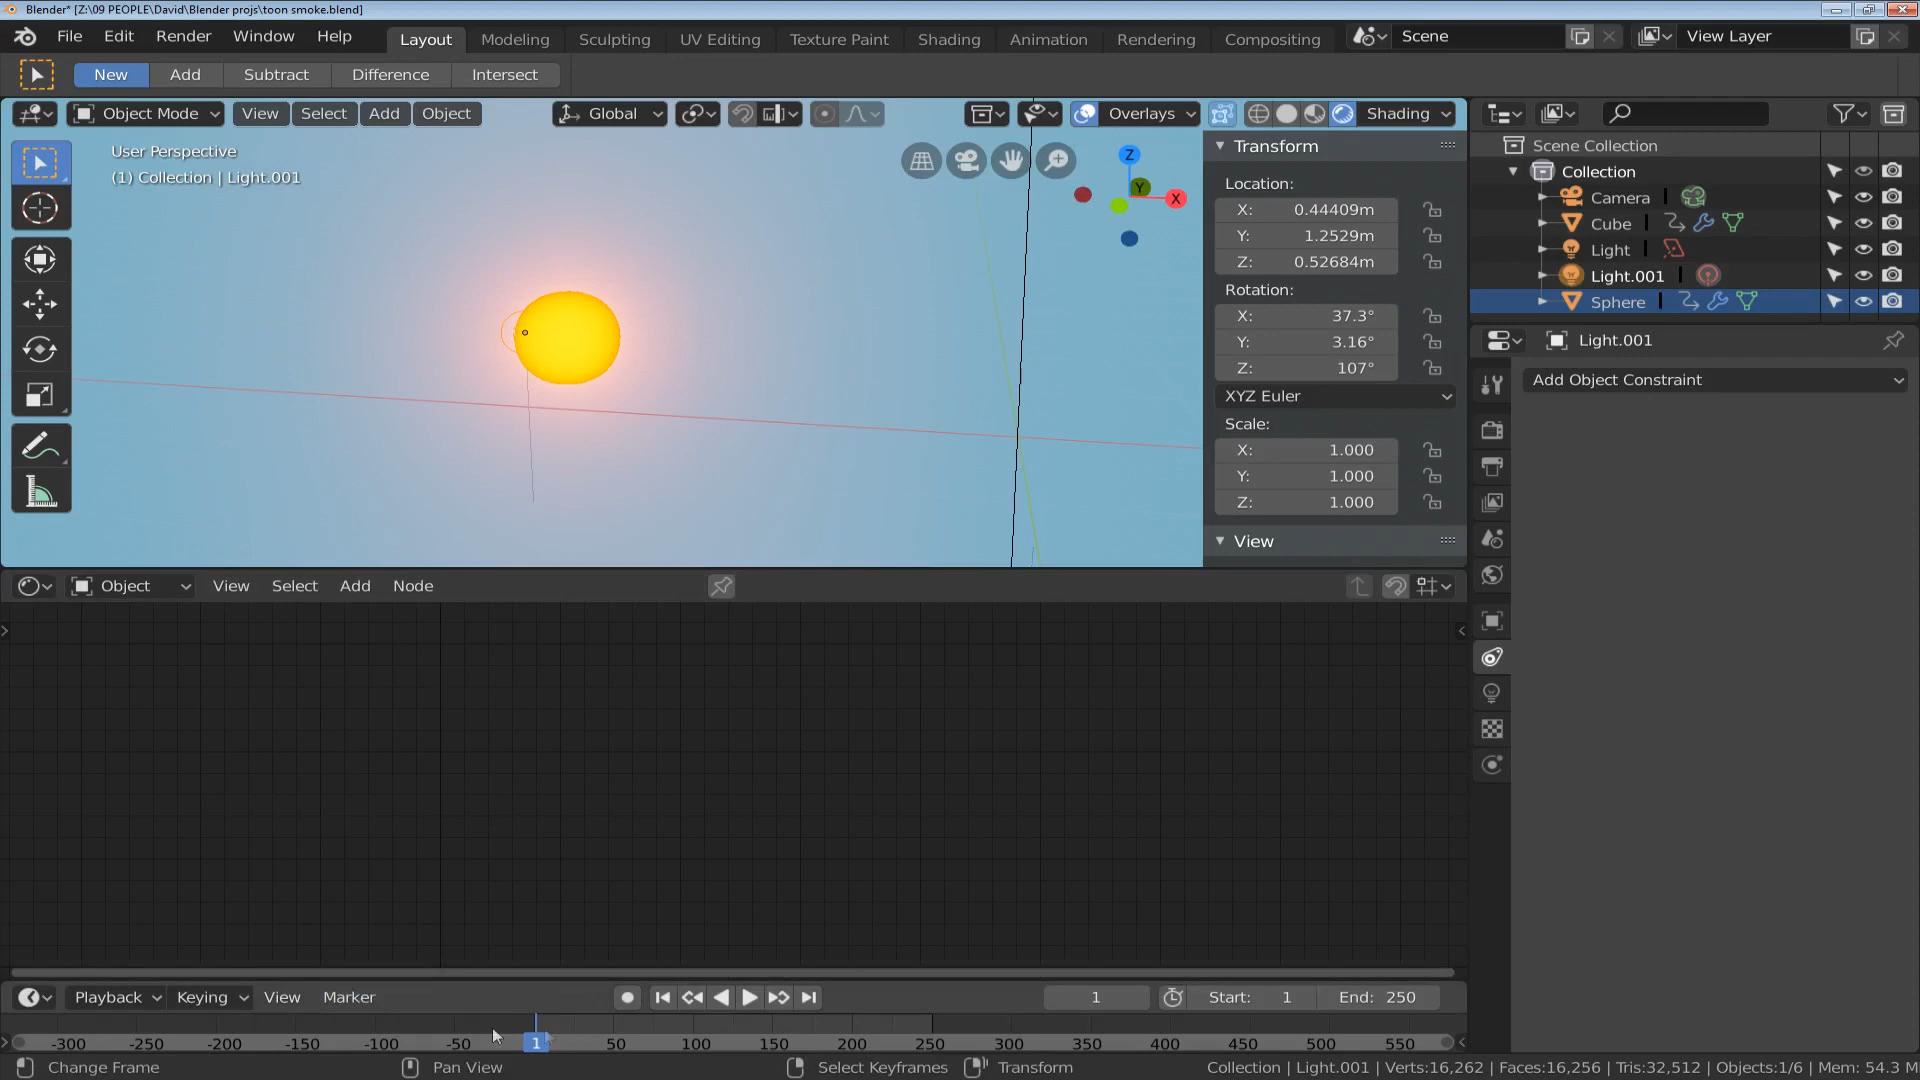 Blender* [Z:\09 PEOPLE\David\Blender projs\toon smoke.blend]
File Edit Render Window Help Layout Modeling Sculpting UV Editing Texture Paint Shading Animation Rendering Compositing Scene View Layer
New Add Subtract Difference Intersect
Object Mode View Select Add Object Global Overlays Shading
User Perspective
(1) Collection | Light.001
Z
Y
X
Transform
Location:
X: 0.44409m
Y: 1.2529m
Z: 0.52684m
Rotation:
X: 37.3°
Y: 3.16°
Z: 107°
XYZ Euler
Scale:
X: 1.000
Y: 1.000
Z: 1.000
View
Scene Collection
Collection
Camera
Cube
Light
Light.001
Sphere
Light.001
Add Object Constraint
Object View Select Add Node
Playback Keying View Marker 1 Start: 1 End: 250
-300 -250 -200 -150 -100 -50 1 50 100 150 200 250 300 350 400 450 500 550
Change Frame Pan View Select Keyframes Transform Collection | Light.001 | Verts:16,262 | Faces:16,256 | Tris:32,512 | Objects:1/6 | Mem: 54.3 M